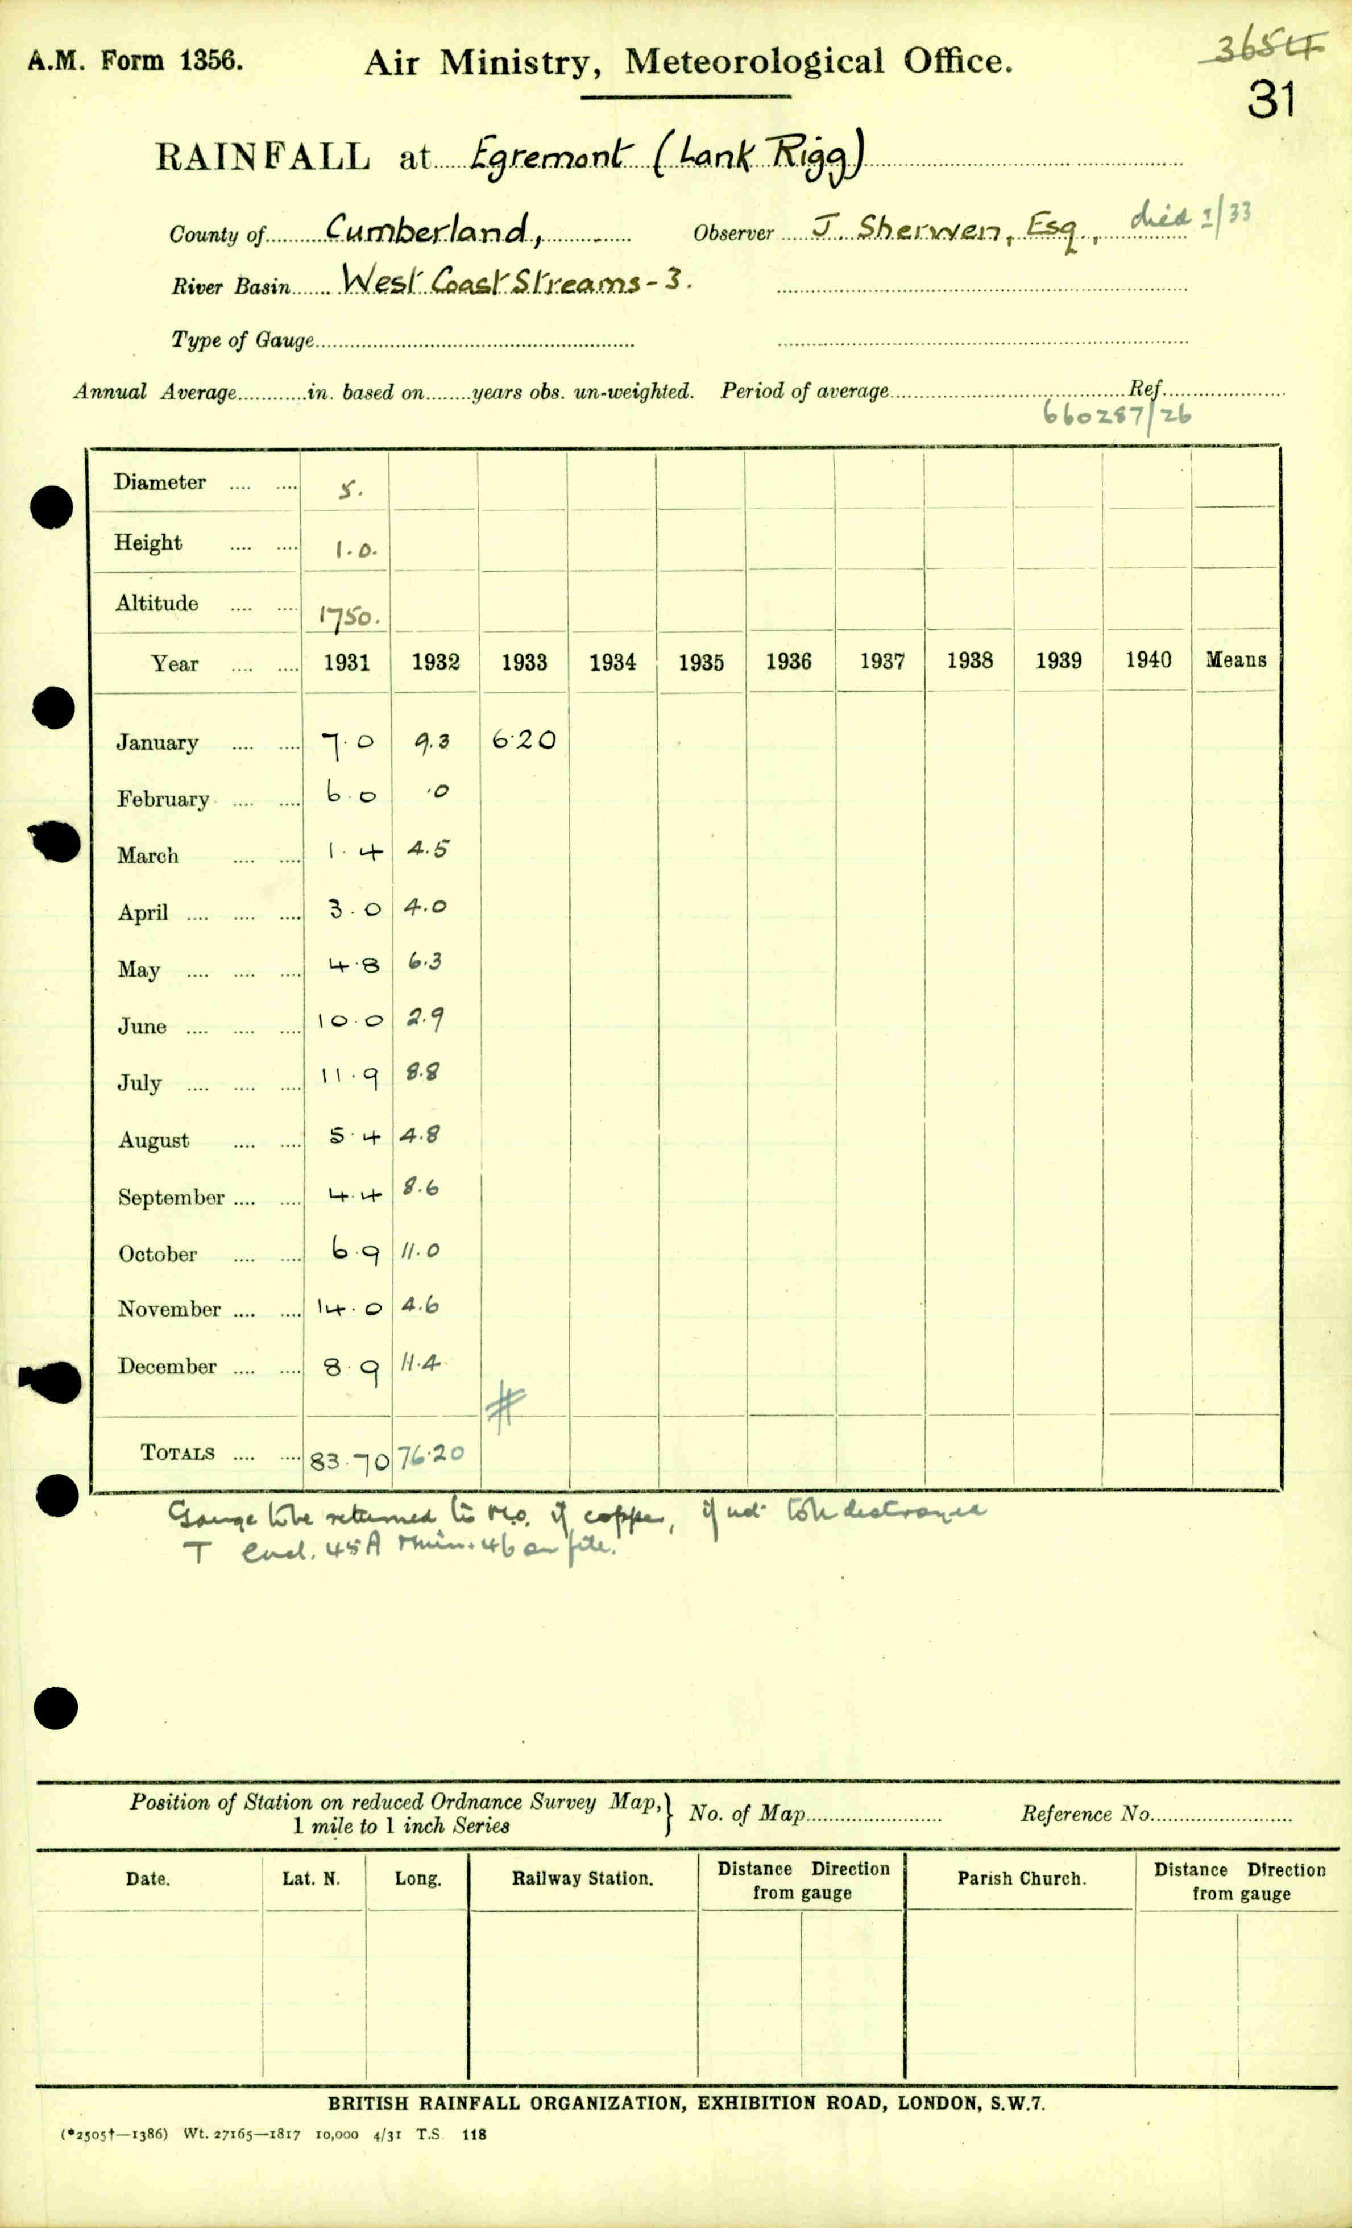 A.M. Form 1356. Air Ministry, Meteorological Office. 3654
31
RAINFALL at Egremont (Lank Rigg)
County of Cumberland, Observer J. Sherwen, Esq., died 1/33
River Basin West Coast Streams - 3.
Type of Gauge
Annual Average in. based on years obs. un-weighted. Period of average Ref.
660287/26
Diameter 5.
Height 1.0.
Altitude 1750.
Year 1931 1932 1933 1934 1935 1936 1937 1938 1939 1940 Means
January 7.0 9.3 6.20
February 6.0 .0
March 1.4 4.5
April 3.0 4.0
May 4.8 6.3
June 10.0 2.9
July 11.9 8.8
August 5.4 4.8
September 4.4 8.6
October 6.9 11.0
November 14.0 4.6
December 8.9 11.4
#
TOTALS 83.70 76.20
Gauge to be returned to M.O. if copper, if not to be destroyed
T encl. 45A Min. 46 on file.
Position of Station on reduced Ordnance Survey Map, } No. of Map Reference No.
1 mile to 1 inch Series
Date. Lat. N. Long. Railway Station. Distance Direction from gauge Parish Church. Distance Direction from gauge
BRITISH RAINFALL ORGANIZATION, EXHIBITION ROAD, LONDON, S.W.7.
(*2505†—1386) Wt. 27165—1817 10,000 4/31 T.S. 118